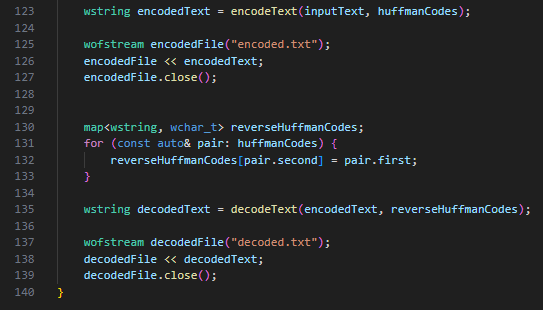 123 wstring encodedText = encodeText(inputText, huffmanCodes);
124
125 wofstream encodedFile("encoded.txt");
126 encodedFile << encodedText;
127 encodedFile.close();
128
129
130 map<wstring, wchar_t> reverseHuffmanCodes;
131 for (const auto& pair: huffmanCodes) {
132 reverseHuffmanCodes[pair.second] = pair.first;
133 }
134
135 wstring decodedText = decodeText(encodedText, reverseHuffmanCodes);
136
137 wofstream decodedFile("decoded.txt");
138 decodedFile << decodedText;
139 decodedFile.close();
140 }